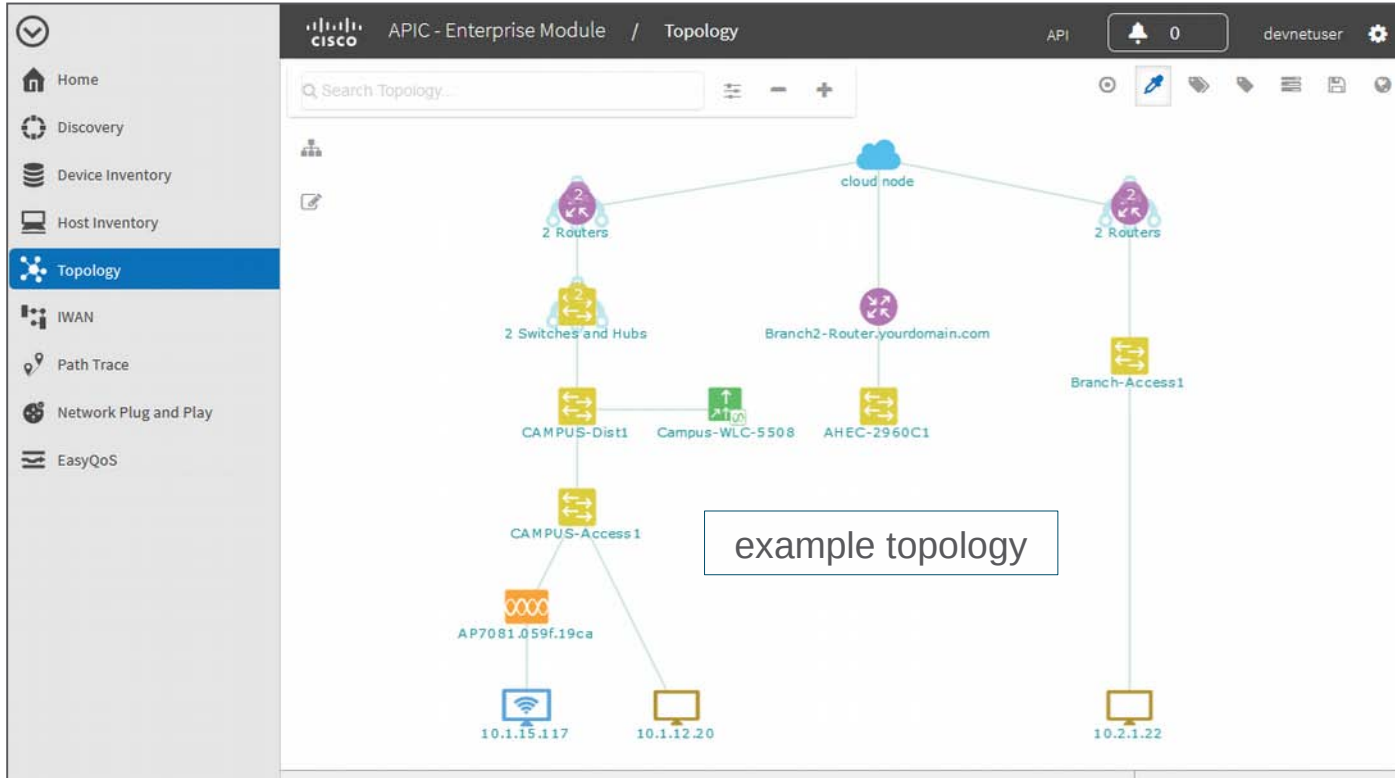 CISCO APIC - Enterprise Module / Topology API 0 devnetuser
Home
Discovery
Device Inventory
Host Inventory
Topology
IWAN
Path Trace
Network Plug and Play
EasyQoS
Search Topology...
cloud node
2
2 Routers
2
2 Routers
2
2 Switches and Hubs
Branch2-Router.yourdomain.com
Branch-Access1
CAMPUS-Dist1
Campus-WLC-5508
AHEC-2960C1
CAMPUS-Access1
example topology
AP7081.059f.19ca
10.1.15.117
10.1.12.20
10.2.1.22